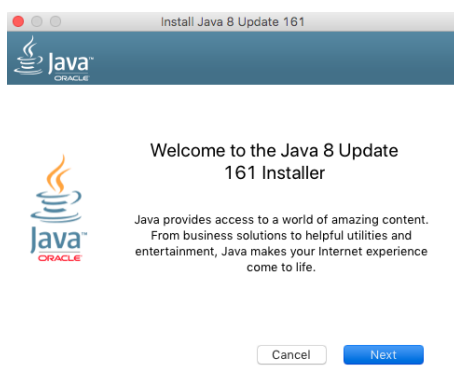 Install Java 8 Update 161
Java™
ORACLE
Welcome to the Java 8 Update
161 Installer
Java™
ORACLE
Java provides access to a world of amazing content.
From business solutions to helpful utilities and
entertainment, Java makes your Internet experience
come to life.
Cancel
Next